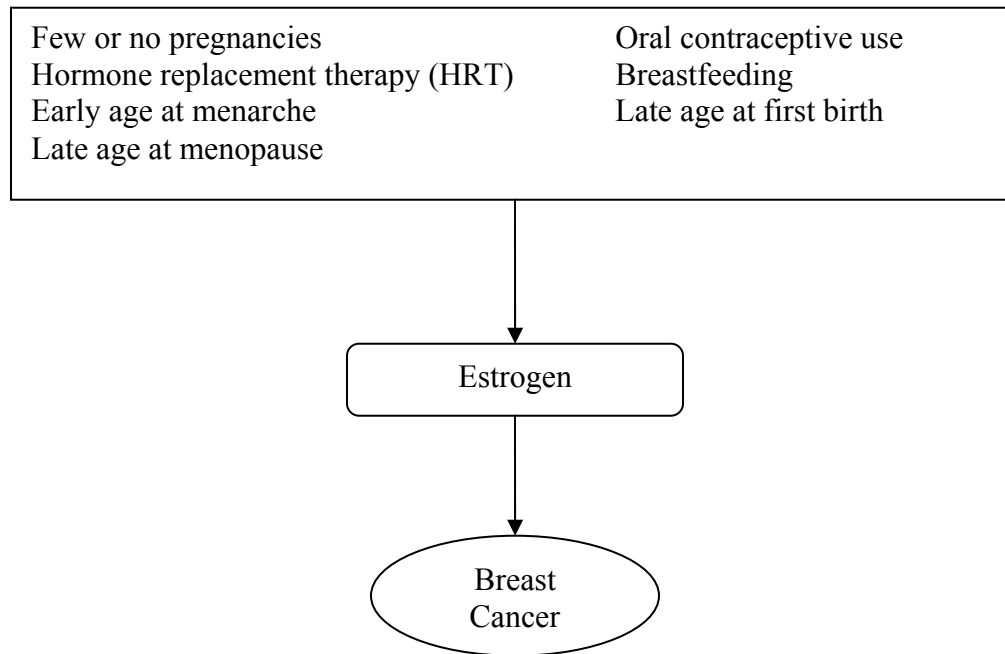 Few or no pregnancies
Hormone replacement therapy (HRT)
Early age at menarche
Late age at menopause
Oral contraceptive use
Breastfeeding
Late age at first birth
Estrogen
Breast
Cancer